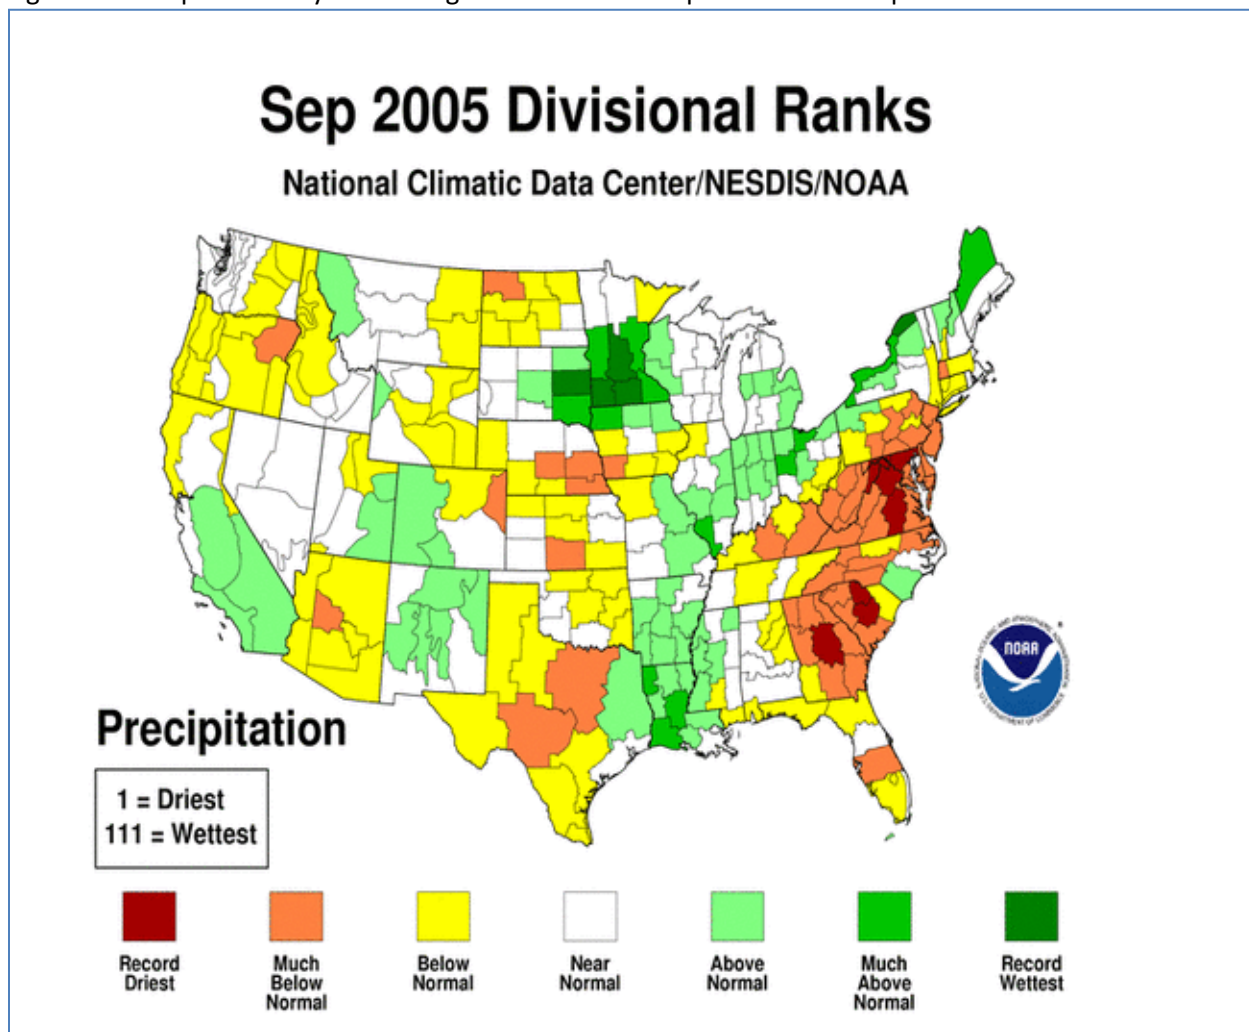 Sep 2005 Divisional Ranks
National Climatic Data Center/NESDIS/NOAA
Precipitation
1 = Driest
111 = Wettest
NOAA
Record
Driest
Much
Below
Normal
Below
Normal
Near
Normal
Above
Normal
Much
Above
Normal
Record
Wettest